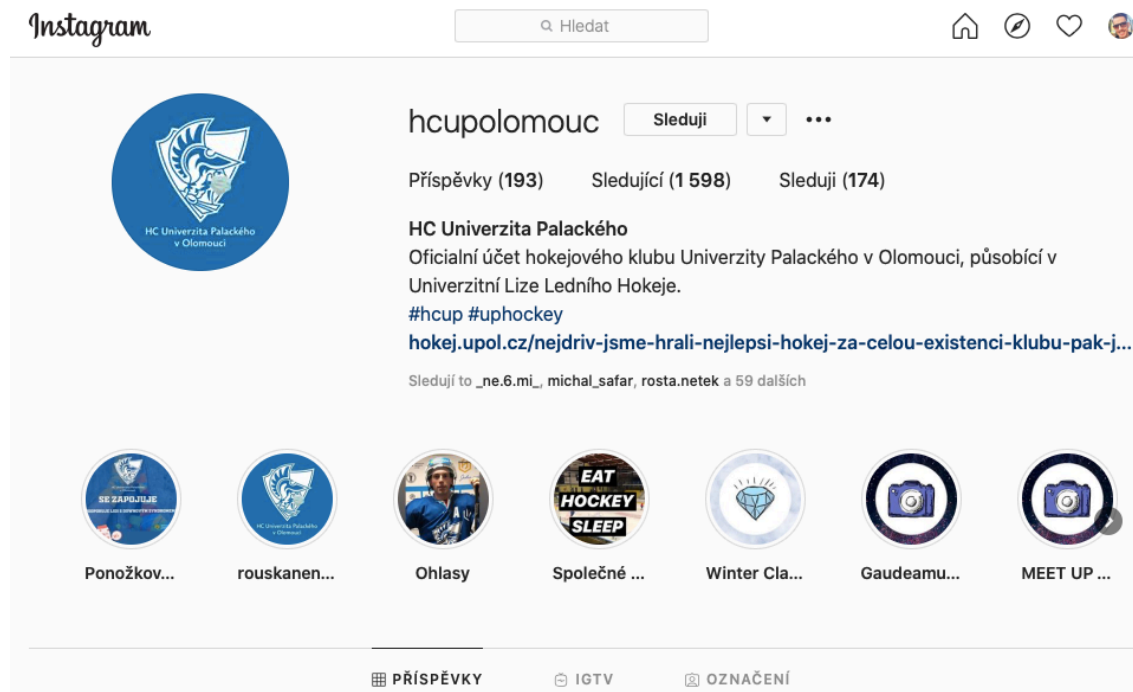 Instagram
Hledat
hcupolomouc Sleduji
Příspěvky (193) Sledující (1 598) Sleduji (174)
HC Univerzita Palackého
Oficialní účet hokejového klubu Univerzity Palackého v Olomouci, působící v
Univerzitní Lize Ledního Hokeje.
#hcup #uphockey
hokej.upol.cz/nejdriv-jsme-hrali-nejlepsi-hokej-za-celou-existenci-klubu-pak-j...
Sledují to _ne.6.mi_, michal_safar, rosta.netek a 59 dalších
HC Univerzita Palackého
v Olomouci
SE ZAPOJUJE
HC Univerzita Palackého
v Olomouci
EAT
HOCKEY
SLEEP
Ponožkov... rouskanen... Ohlasy Společné ... Winter Cla... Gaudeamu... MEET UP ...
PŘÍSPĚVKY IGTV OZNAČENÍ